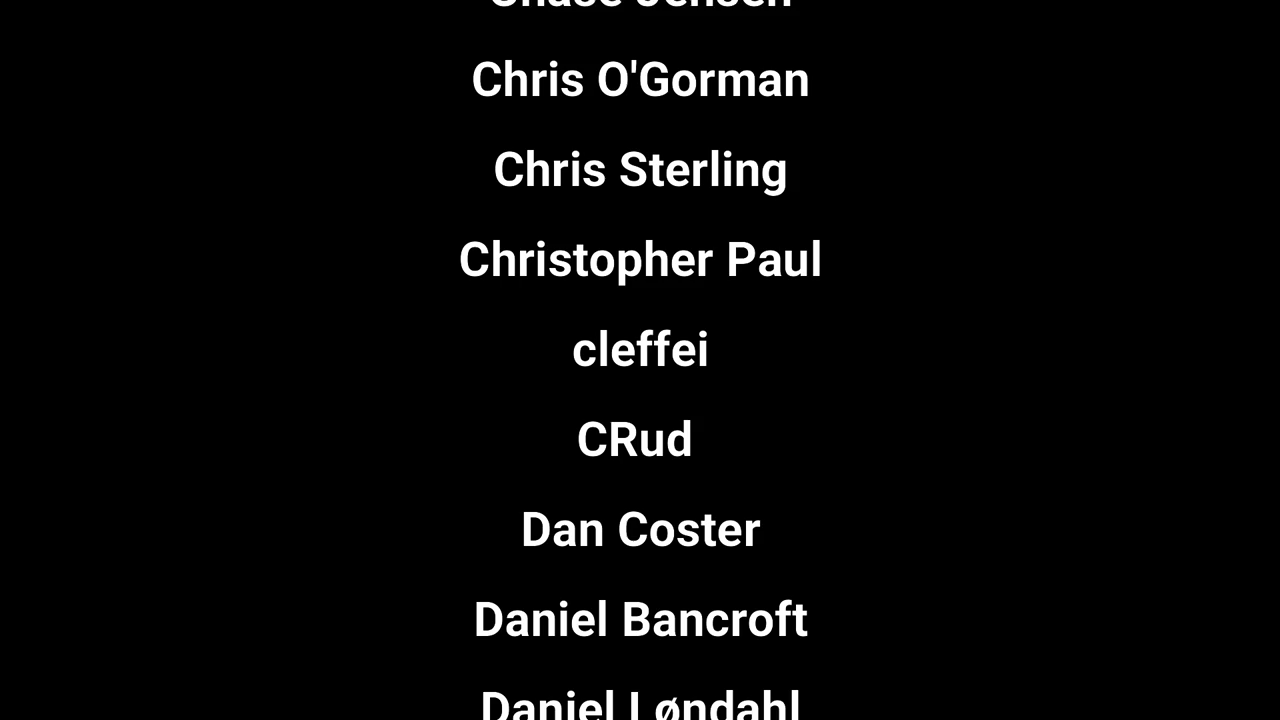 Chase Jensen
Chris O'Gorman
Chris Sterling
Christopher Paul
cleffei
CRud
Dan Coster
Daniel Bancroft
Daniel Løndahl